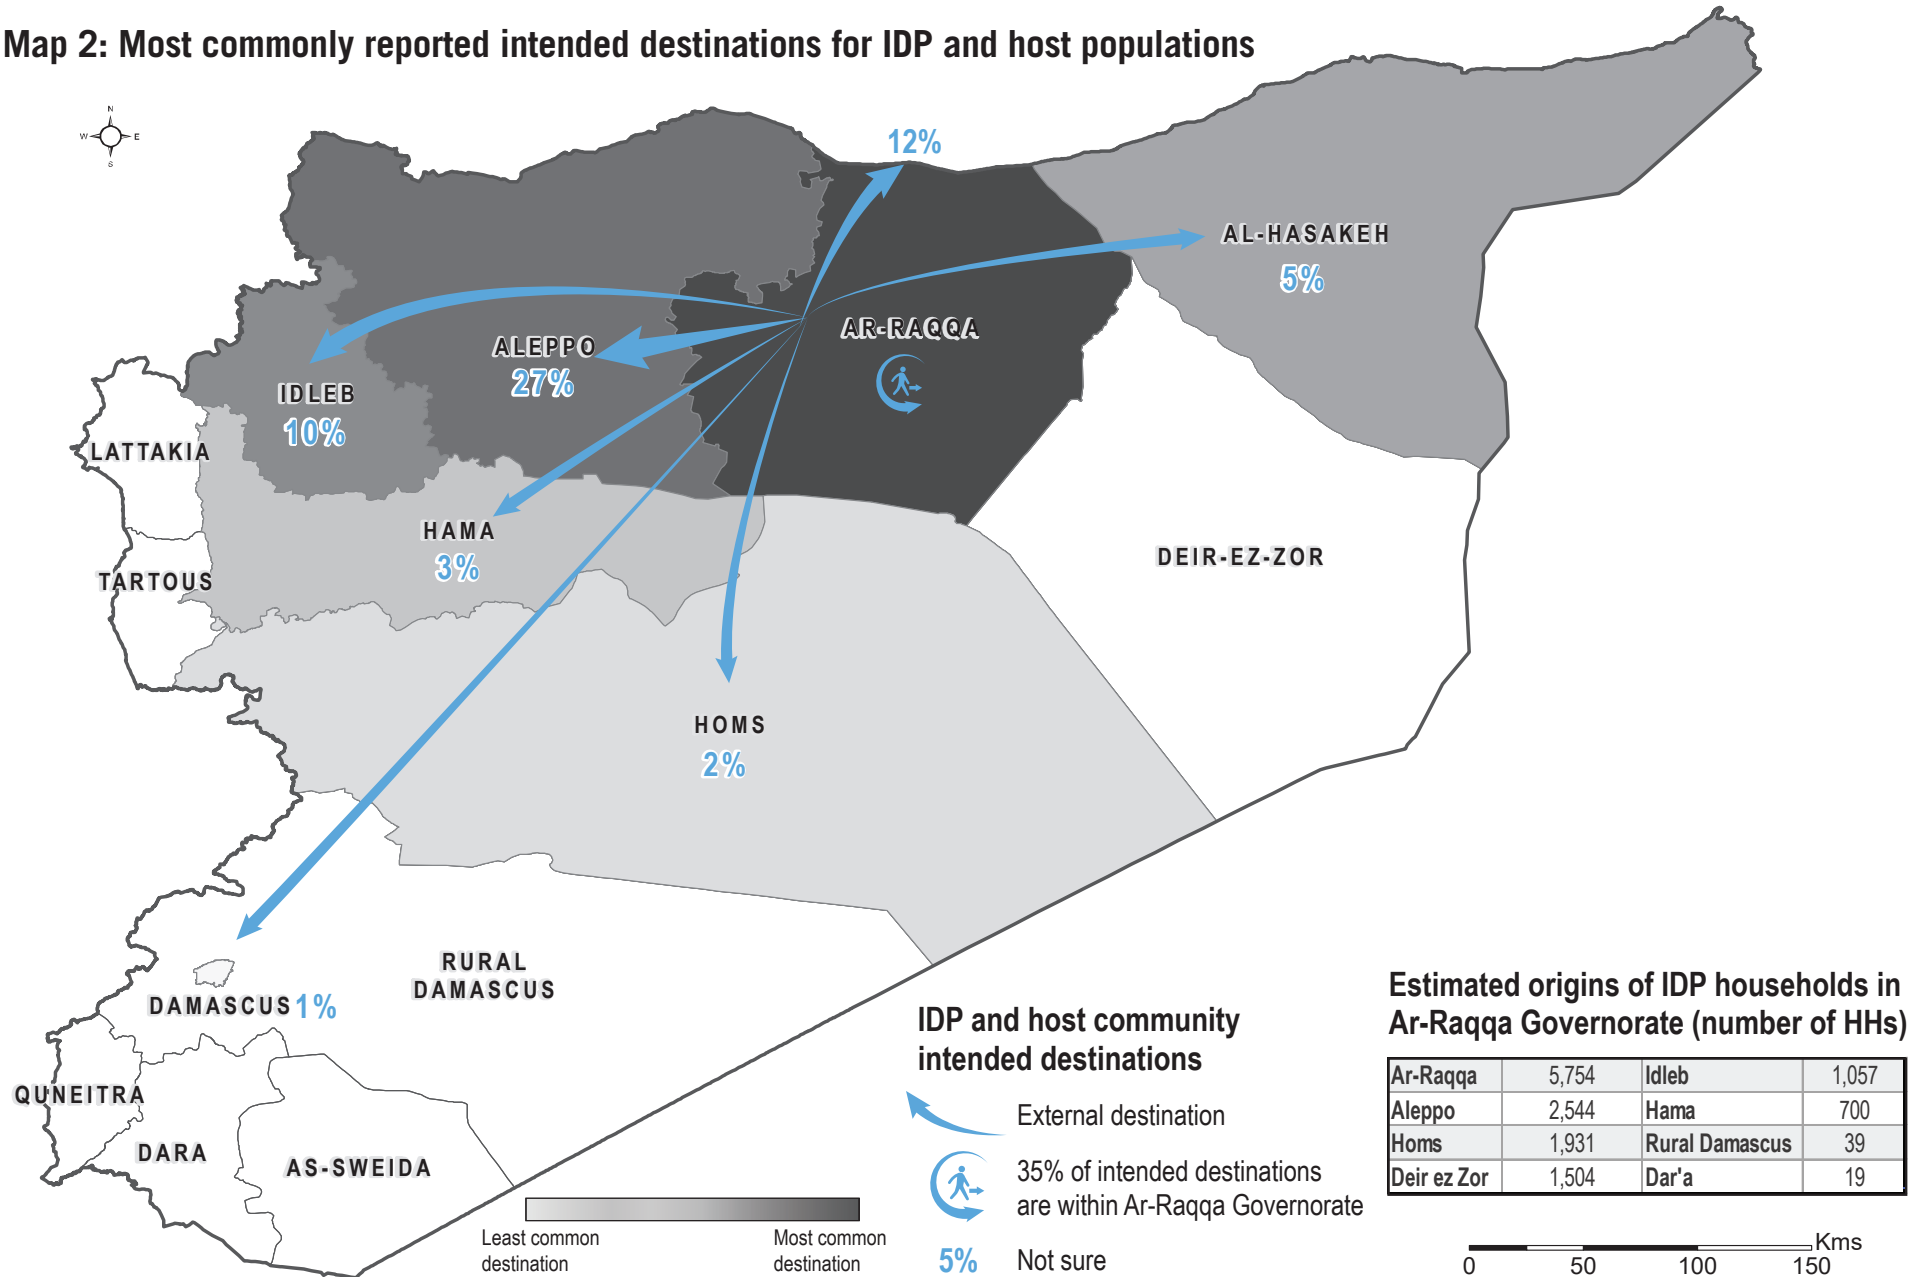 Map 2: Most commonly reported intended destinations for IDP and host populations
N
W E
S
12%
AL-HASAKEH
5%
AR-RAQQA
ALEPPO
27%
IDLEB
10%
LATTAKIA
HAMA
3%
DEIR-EZ-ZOR
TARTOUS
HOMS
2%
RURAL
DAMASCUS
DAMASCUS 1%
QUNEITRA
DARA
AS-SWEIDA
Least common
destination
Most common
destination
IDP and host community
intended destinations
External destination
35% of intended destinations
are within Ar-Raqqa Governorate
5% Not sure
Estimated origins of IDP households in
Ar-Raqqa Governorate (number of HHs)
Ar-Raqqa 5,754 Idleb 1,057
Aleppo 2,544 Hama 700
Homs 1,931 Rural Damascus 39
Deir ez Zor 1,504 Dar'a 19
Kms
0 50 100 150